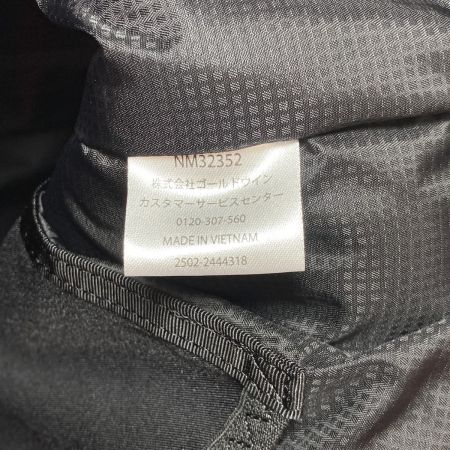 NM32352
株式会社ゴールドウイン
カスタマーサービスセンター
0120-307-560
MADE IN VIETNAM
2502-2444318